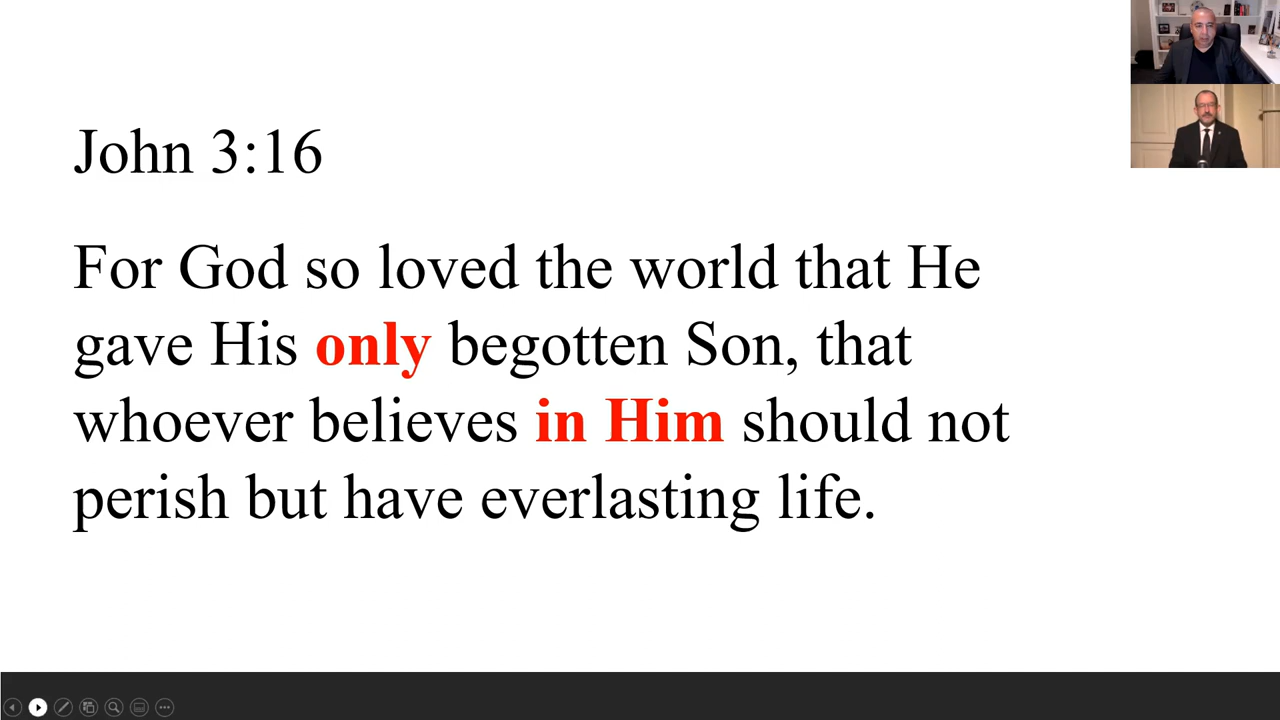 John 3:16
For God so loved the world that He
gave His only begotten Son, that
whoever believes in Him should not
perish but have everlasting life.